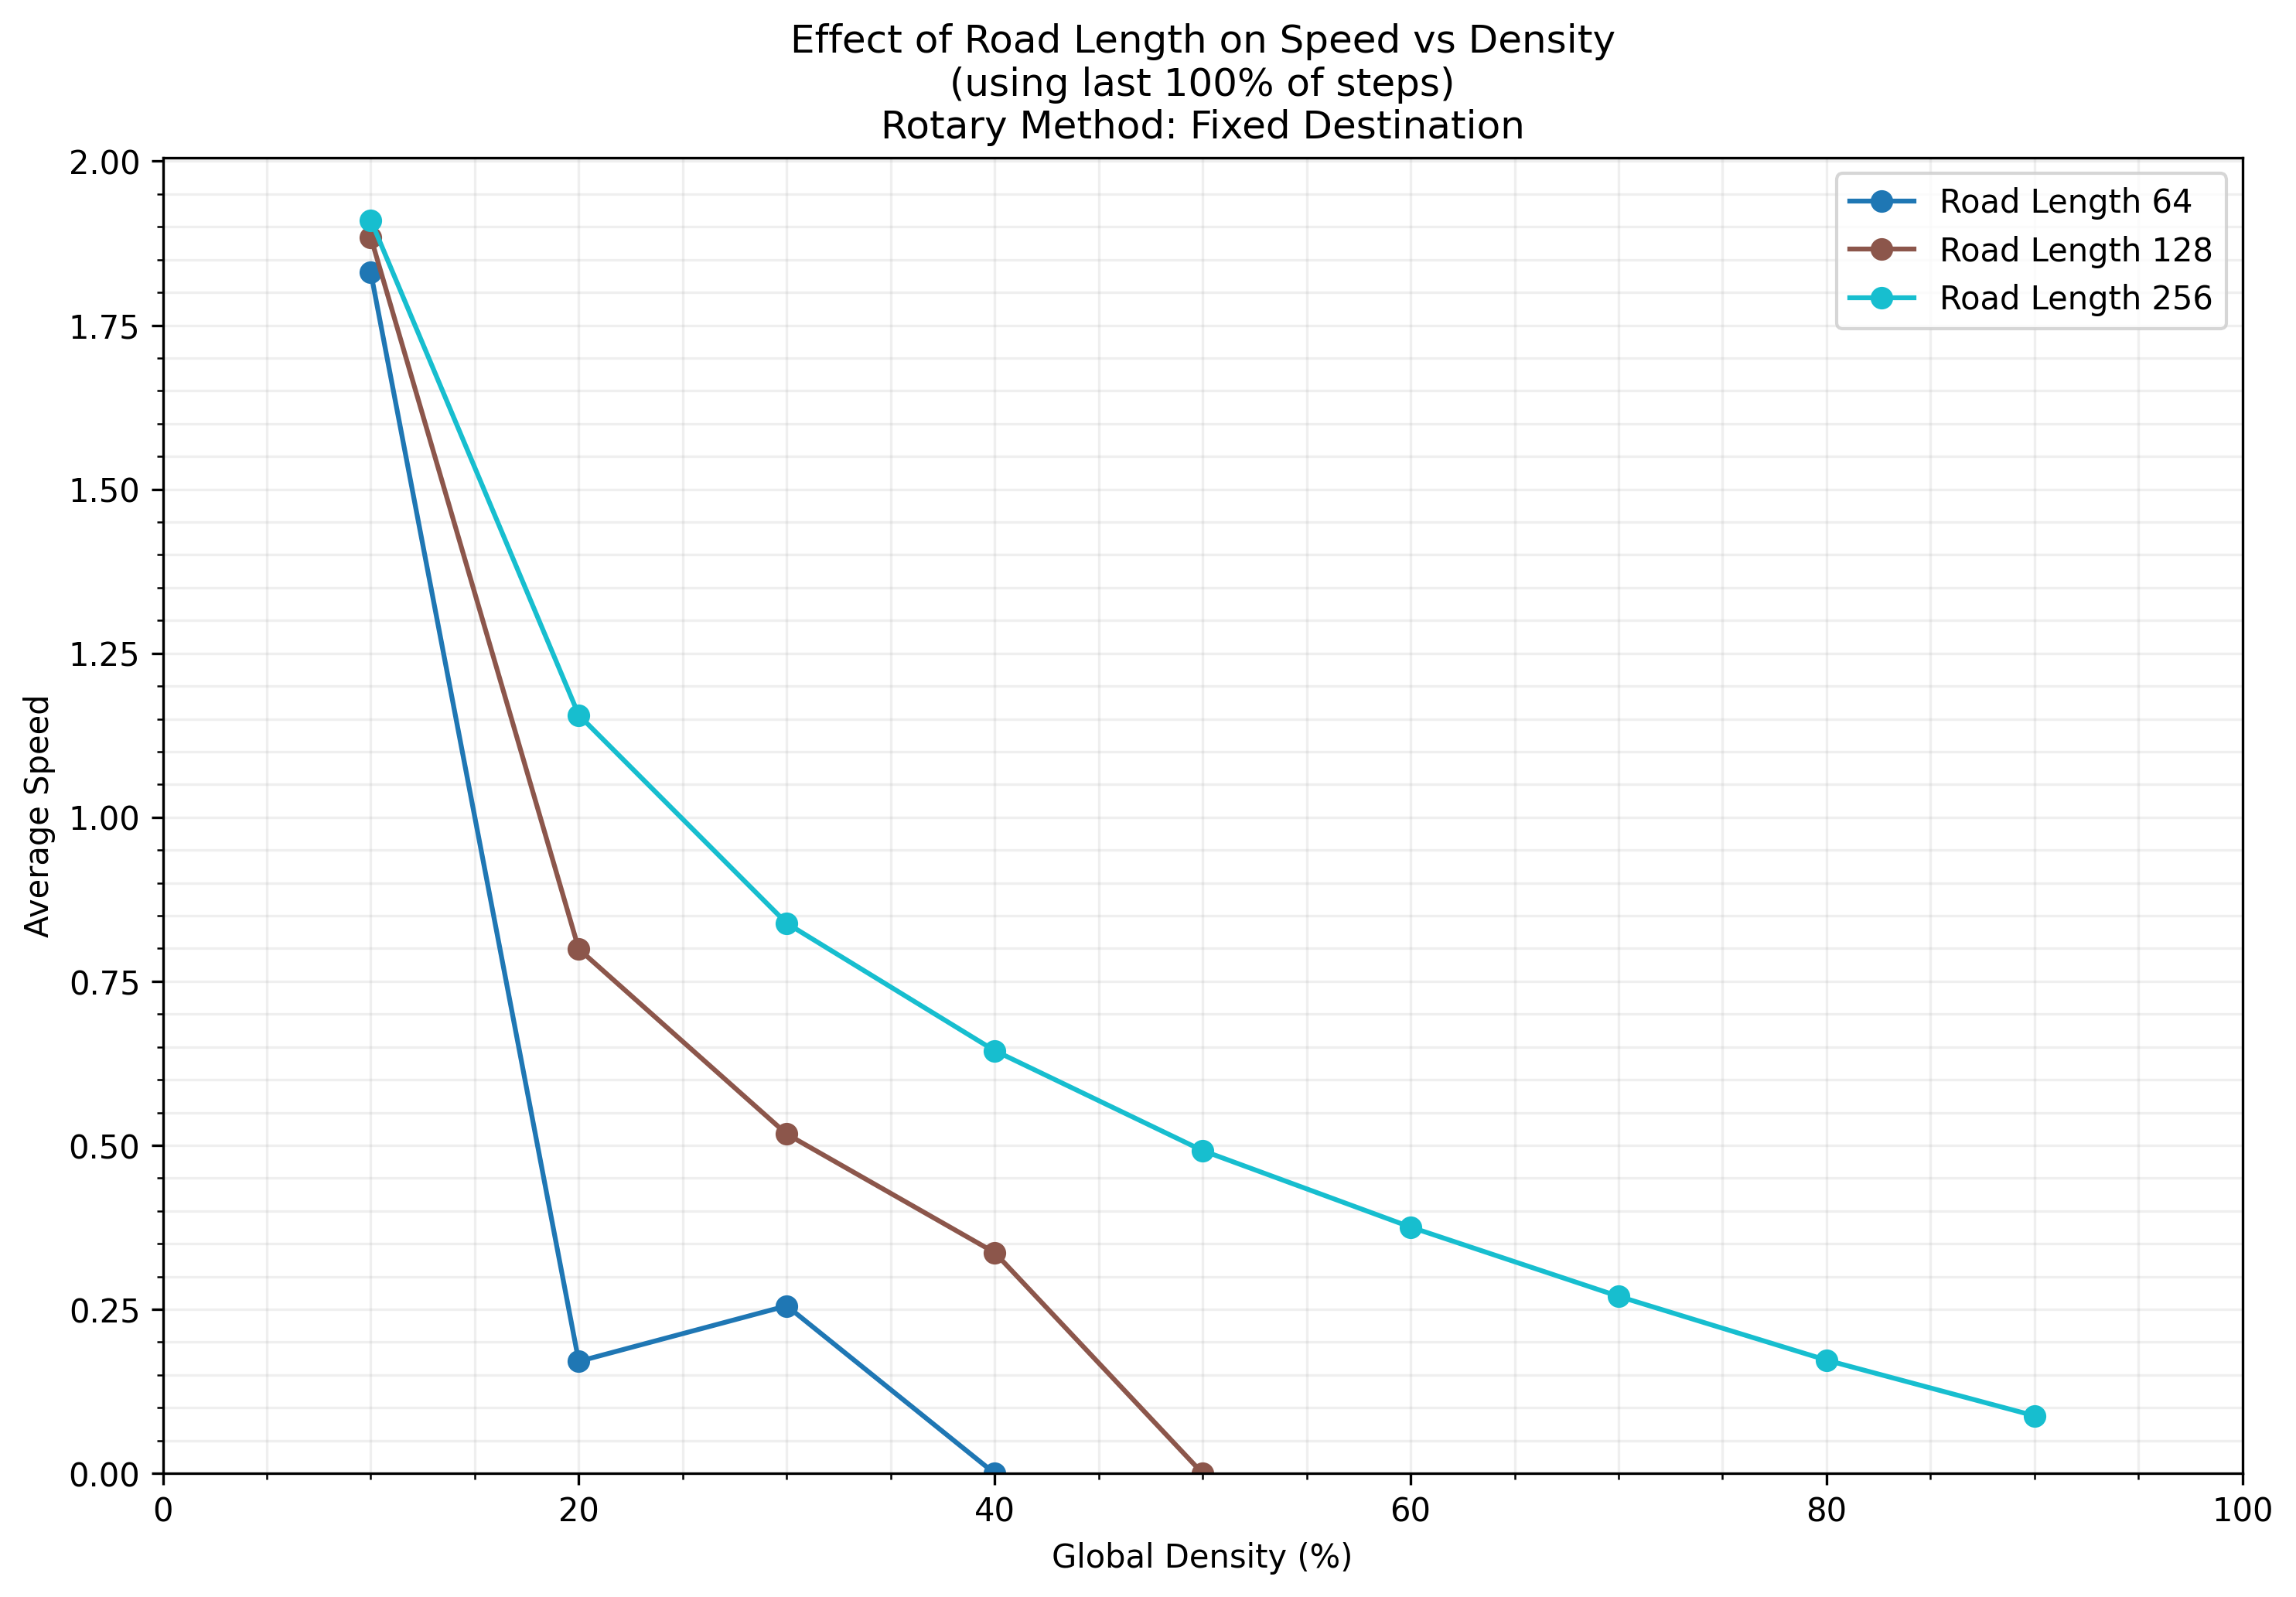 Effect of Road Length on Speed vs Density
(using last 100% of steps)
Rotary Method: Fixed Destination
Road Length 64
Road Length 128
Road Length 256
Average Speed
2.00
1.75
1.50
1.25
1.00
0.75
0.50
0.25
0.00
0
20
40
60
80
100
Global Density (%)